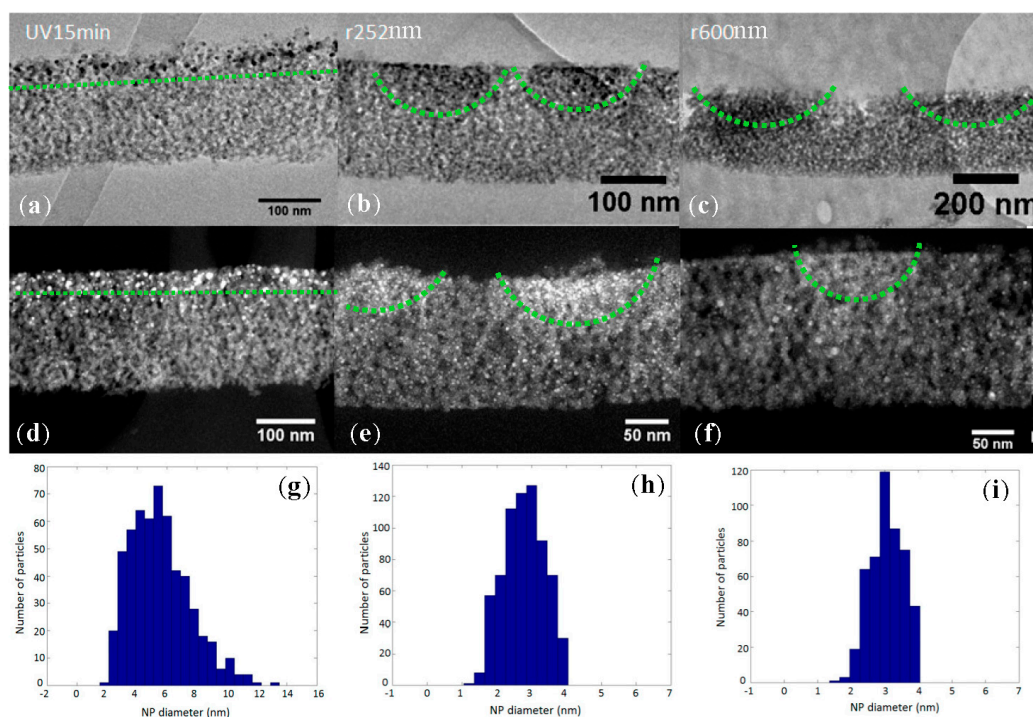 UV15min
r252nm
r600nm
(a)
100 nm
(b)
100 nm
(c)
200 nm
(d)
100 nm
(e)
50 nm
(f)
50 nm
80
70
60
50
40
30
20
10
0
-2 0 2 4 6 8 10 12 14 16
Number of particles
NP diameter (nm)
(g)
140
120
100
80
60
40
20
0
-1 0 1 2 3 4 5 6 7
Number of particles
NP diameter (nm)
(h)
120
100
80
60
40
20
0
-1 0 1 2 3 4 5 6 7
Number of particles
NP diameter (nm)
(i)